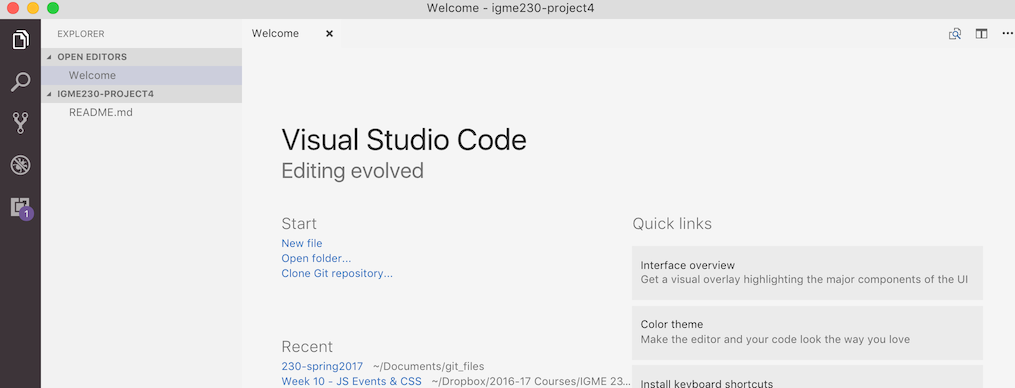 Welcome - igme230-project4
EXPLORER
OPEN EDITORS
Welcome
IGME230-PROJECT4
README.md
1
Welcome
Visual Studio Code
Editing evolved
Start
New file
Open folder...
Clone Git repository...
Recent
230-spring2017 ~/Documents/git_files
Week 10 - JS Events & CSS ~/Dropbox/2016-17 Courses/IGME 23...
Quick links
Interface overview
Get a visual overlay highlighting the major components of the UI
Color theme
Make the editor and your code look the way you love
Install keyboard shortcuts